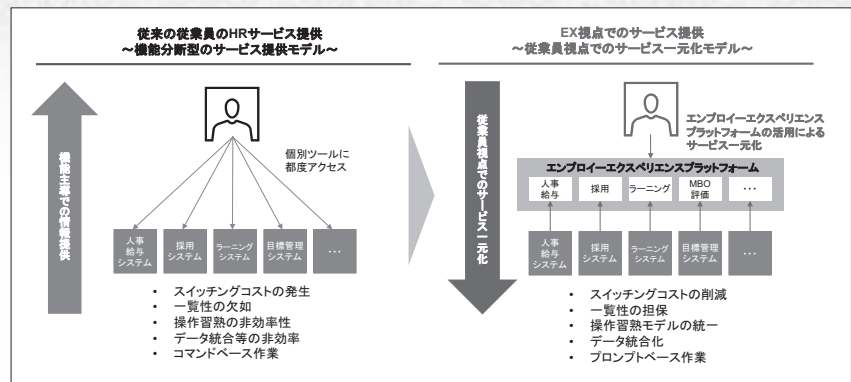 従来の従業員のHRサービス提供
～機能分断型のサービス提供モデル～
機能主幕での情報提供
個別ツールに
都度アクセス
人事
給与
システム
採用
システム
ラーニング
システム
目標管理
システム
…
• スイッチングコストの発生
• 一覧性の欠如
• 操作習熟の非効率性
• データ統合等の非効率
• コマンドベース作業
EX視点でのサービス提供
～従業員視点でのサービス一元化モデル～
従業員視点でのサービス一元化
エンプロイーエクスペリエンス
プラットフォームの活用による
サービス一元化
エンプロイーエクスペリエンスプラットフォーム
人事
給与
採用
ラーニング
MBO
評価
…
人事
給与
システム
採用
システム
ラーニング
システム
目標管理
システム
…
• スイッチングコストの削減
• 一覧性の担保
• 操作習熟モデルの統一
• データ統合化
• プロンプトベース作業